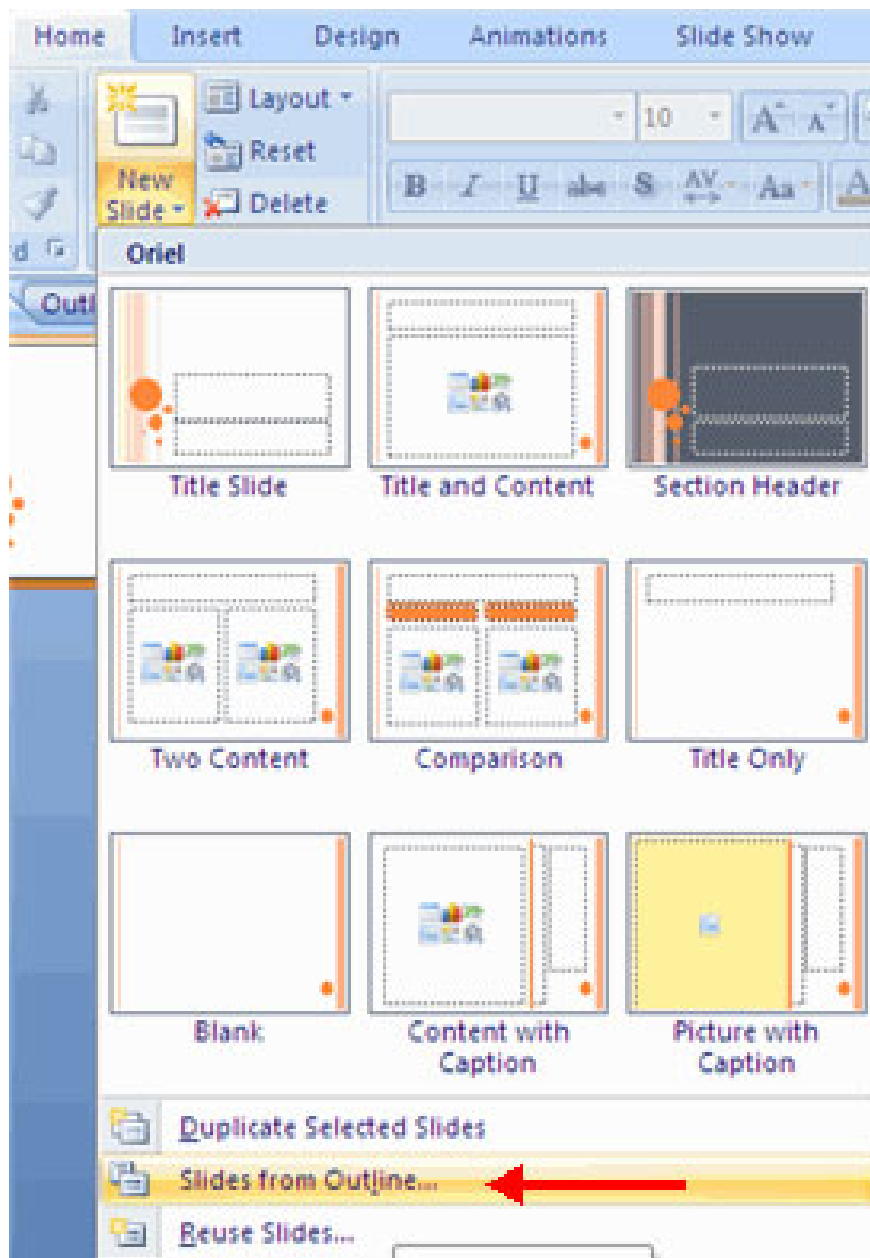 Home Insert Design Animations Slide Show
Layout
Reset
Delete
New
Slide
10 A A
B I U abc S AV Aa A
d
Oriel
Outl
Title Slide Title and Content Section Header
Two Content Comparison Title Only
Blank Content with Caption Picture with Caption
Duplicate Selected Slides
Slides from Outline...
Reuse Slides...